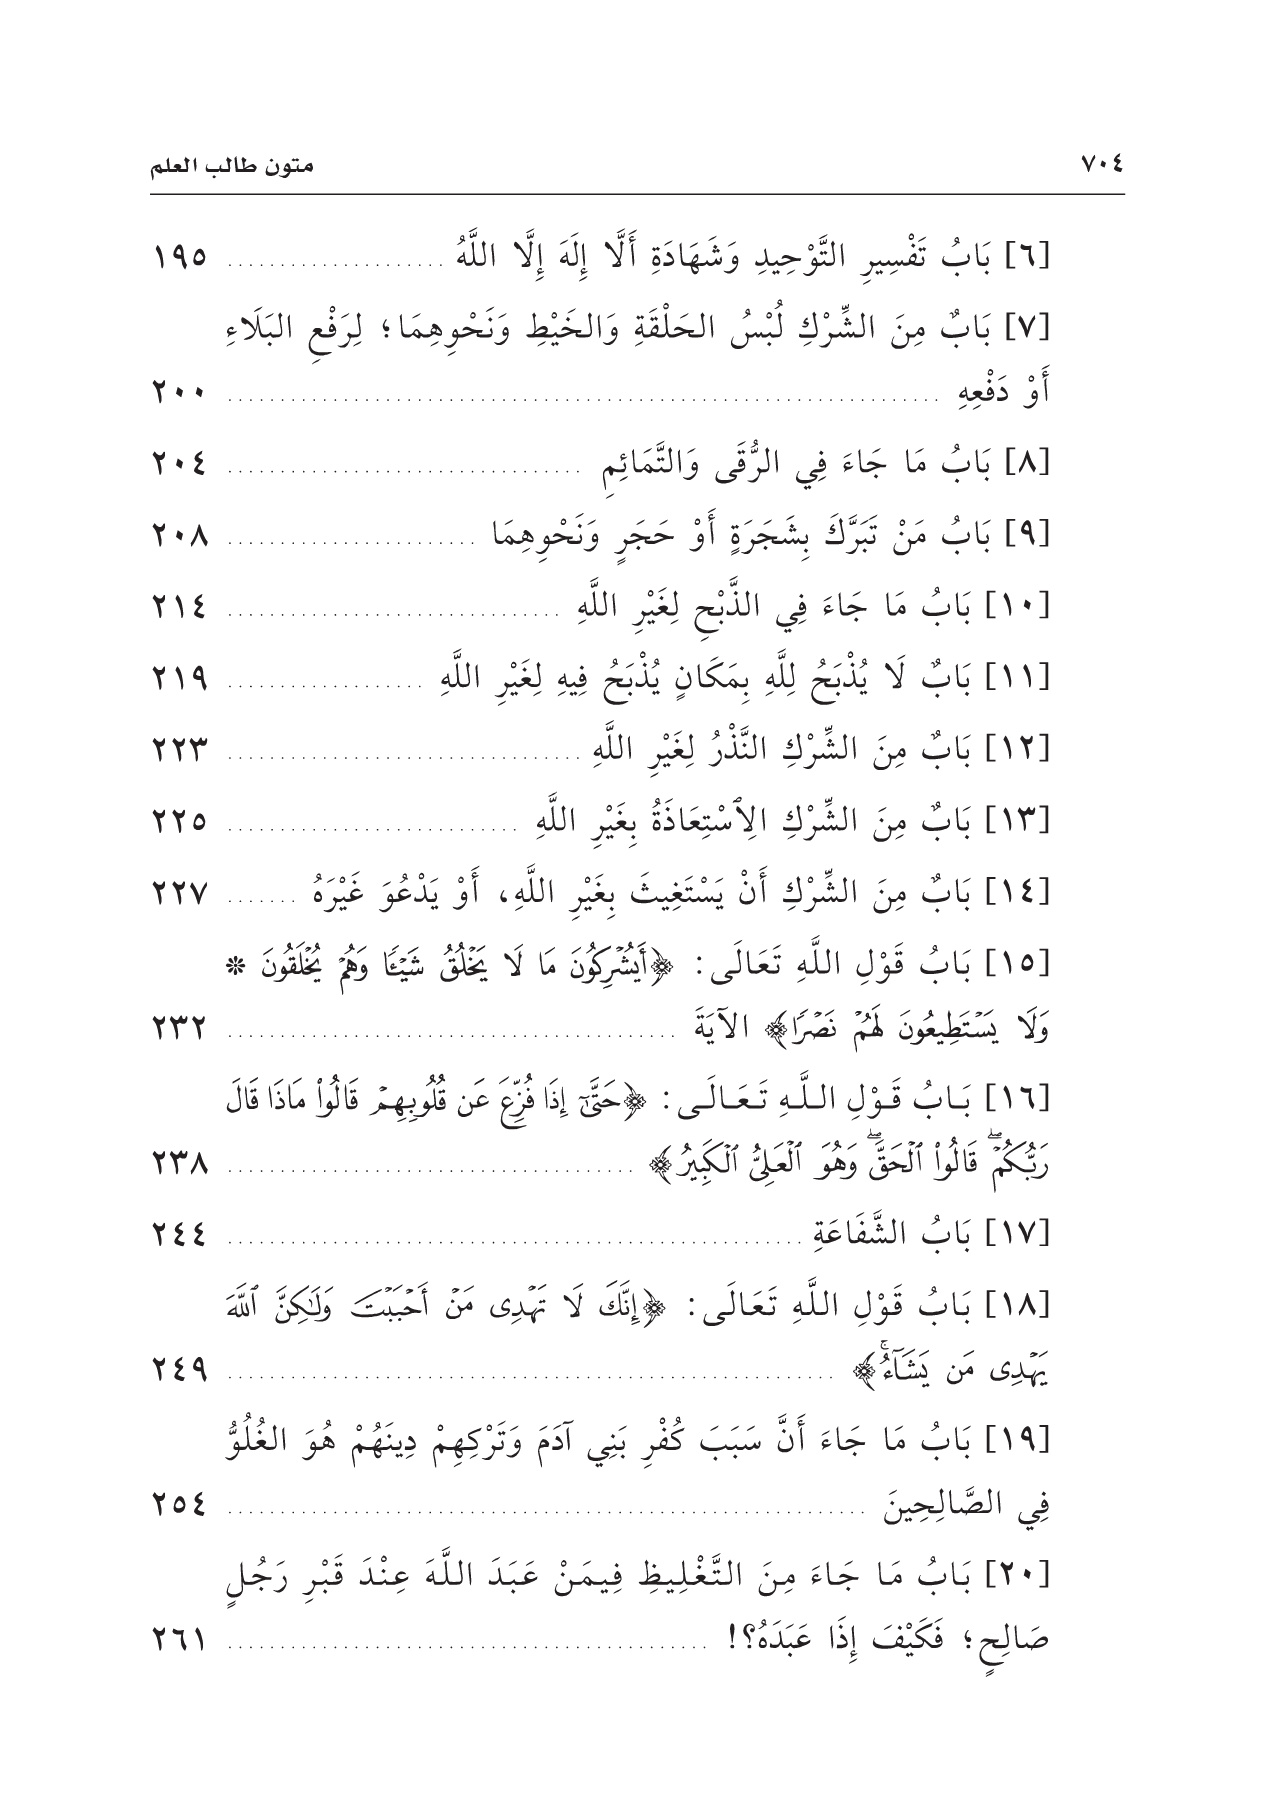 ٧٠٤ متون طالب العلم
[٦] بَابُ تَفْسِيرِ التَّوْحِيدِ وَشَهَادَةِ أَلَّا إِلَهَ إِلَّا اللَّهُ ..................... ١٩٥
[٧] بَابٌ مِنَ الشِّرْكِ لُبْسُ الحَلْقَةِ وَالخَيْطِ وَنَحْوِهِمَا؛ لِرَفْعِ البَلَاءِ
أَوْ دَفْعِهِ ..................................................................... ٢٠٠
[٨] بَابُ مَا جَاءَ فِي الرُّقَى وَالتَّمَائِمِ .................................. ٢٠٤
[٩] بَابُ مَنْ تَبَرَّكَ بِشَجَرَةٍ أَوْ حَجَرٍ وَنَحْوِهِمَا ........................ ٢٠٨
[١٠] بَابُ مَا جَاءَ فِي الذَّبْحِ لِغَيْرِ اللَّهِ ................................ ٢١٤
[١١] بَابٌ لَا يُذْبَحُ لِلَّهِ بِمَكَانٍ يُذْبَحُ فِيهِ لِغَيْرِ اللَّهِ ................... ٢١٩
[١٢] بَابٌ مِنَ الشِّرْكِ النَّذْرُ لِغَيْرِ اللَّهِ .................................. ٢٢٣
[١٣] بَابٌ مِنَ الشِّرْكِ الِٱسْتِعَاذَةُ بِغَيْرِ اللَّهِ ............................ ٢٢٥
[١٤] بَابٌ مِنَ الشِّرْكِ أَنْ يَسْتَغِيثَ بِغَيْرِ اللَّهِ، أَوْ يَدْعُوَ غَيْرَهُ ....... ٢٢٧
[١٥] بَابُ قَوْلِ اللَّهِ تَعَالَى: ﴿أَيُشْرِكُونَ مَا لَا يَخْلُقُ شَيْـًٔا وَهُمْ يُخْلَقُونَ *
وَلَا يَسْتَطِيعُونَ لَهُمْ نَصْرًا﴾ الآيَةَ ........................................... ٢٣٢
[١٦] بَابُ قَوْلِ اللَّهِ تَعَالَى: ﴿حَتَّىٰٓ إِذَا فُزِّعَ عَن قُلُوبِهِمْ قَالُوا۟ مَاذَا قَالَ
رَبُّكُمْۖ قَالُوا۟ ٱلْحَقَّۖ وَهُوَ ٱلْعَلِىُّ ٱلْكَبِيرُ﴾ ....................................... ٢٣٨
[١٧] بَابُ الشَّفَاعَةِ ....................................................... ٢٤٤
[١٨] بَابُ قَوْلِ اللَّهِ تَعَالَى: ﴿إِنَّكَ لَا تَهْدِى مَنْ أَحْبَبْتَ وَلَـٰكِنَّ ٱللَّهَ
يَهْدِى مَن يَشَآءُۚ﴾ .......................................................... ٢٤٩
[١٩] بَابُ مَا جَاءَ أَنَّ سَبَبَ كُفْرِ بَنِي آدَمَ وَتَرْكِهِمْ دِينَهُمْ هُوَ الغُلُوُّ
فِي الصَّالِحِينَ ............................................................. ٢٥٤
[٢٠] بَابُ مَا جَاءَ مِنَ التَّغْلِيظِ فِيمَنْ عَبَدَ اللَّهَ عِنْدَ قَبْرِ رَجُلٍ
صَالِحٍ؛ فَكَيْفَ إِذَا عَبَدَهُ؟! .............................................. ٢٦١